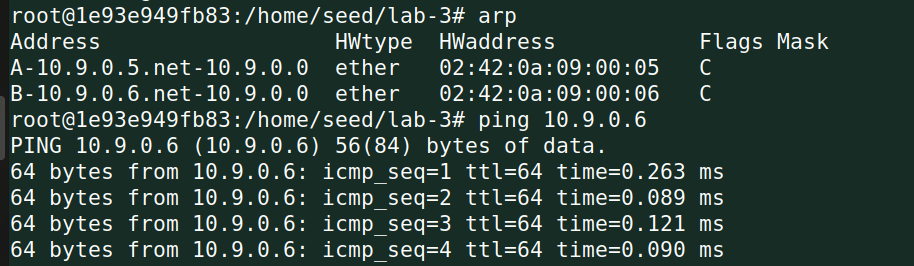 root@1e93e949fb83:/home/seed/lab-3# arp
Address                  HWtype  HWaddress           Flags Mask
A-10.9.0.5.net-10.9.0.0  ether   02:42:0a:09:00:05   C
B-10.9.0.6.net-10.9.0.0  ether   02:42:0a:09:00:06   C
root@1e93e949fb83:/home/seed/lab-3# ping 10.9.0.6
PING 10.9.0.6 (10.9.0.6) 56(84) bytes of data.
64 bytes from 10.9.0.6: icmp_seq=1 ttl=64 time=0.263 ms
64 bytes from 10.9.0.6: icmp_seq=2 ttl=64 time=0.089 ms
64 bytes from 10.9.0.6: icmp_seq=3 ttl=64 time=0.121 ms
64 bytes from 10.9.0.6: icmp_seq=4 ttl=64 time=0.090 ms